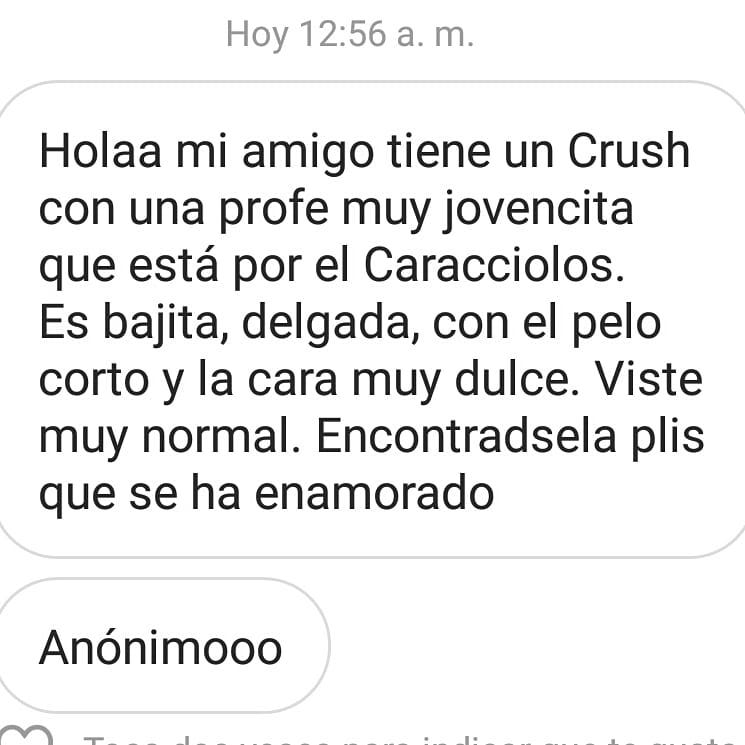 Hoy 12:56 a. m.
Holaa mi amigo tiene un Crush
con una profe muy jovencita
que está por el Caracciolos.
Es bajita, delgada, con el pelo
corto y la cara muy dulce. Viste
muy normal. Encontradsela plis
que se ha enamorado
Anónimooo